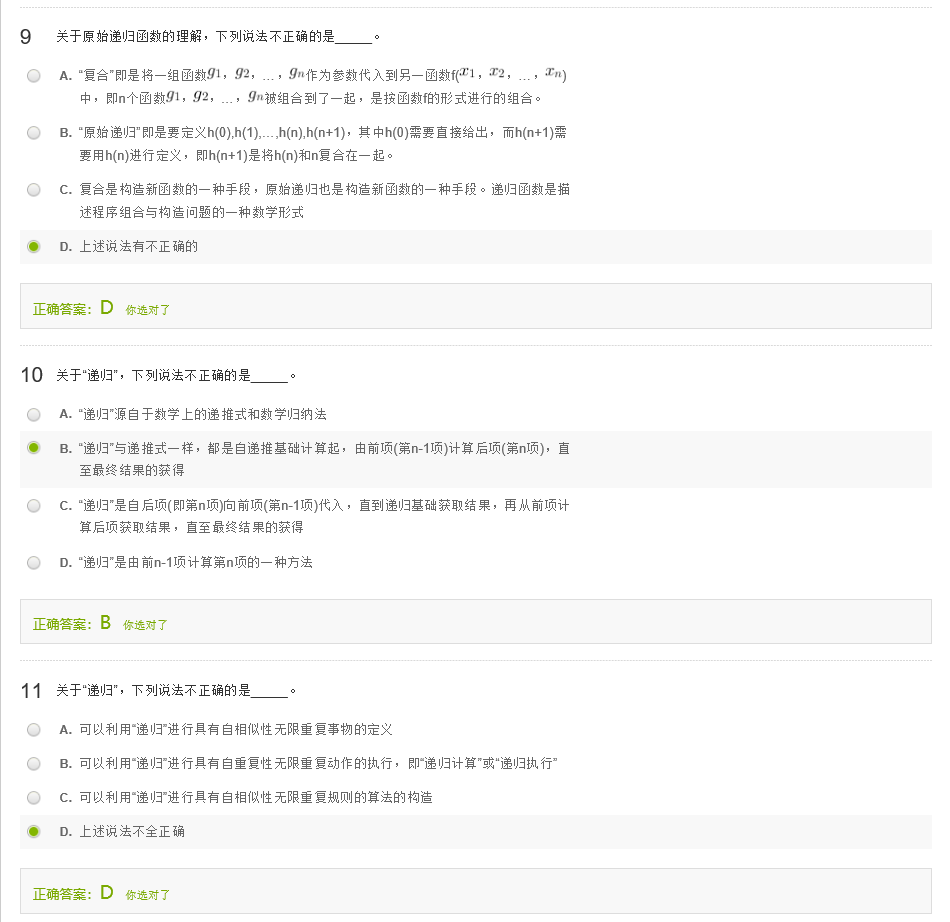 9 关于原始递归函数的理解，下列说法不正确的是_____。
A. “复合”即是将一组函数g1，g2，…，gn作为参数代入到另一函数f(x1，x2，…，xn)
中，即n个函数g1，g2，…，gn被组合到了一起，是按函数f的形式进行的组合。
B. “原始递归”即是要定义h(0),h(1),…,h(n),h(n+1)，其中h(0)需要直接给出，而h(n+1)需
要用h(n)进行定义，即h(n+1)是将h(n)和n复合在一起。
C. 复合是构造新函数的一种手段，原始递归也是构造新函数的一种手段。递归函数是描
述程序组合与构造问题的一种数学形式
D. 上述说法有不正确的
正确答案：D 你选对了
10 关于“递归”，下列说法不正确的是_____。
A. “递归”源自于数学上的递推式和数学归纳法
B. “递归”与递推式一样，都是自递推基础计算起，由前项(第n-1项)计算后项(第n项)，直
至最终结果的获得
C. “递归”是自后项(即第n项)向前项(第n-1项)代入，直到递归基础获取结果，再从前项计
算后项获取结果，直至最终结果的获得
D. “递归”是由前n-1项计算第n项的一种方法
正确答案：B 你选对了
11 关于“递归”，下列说法不正确的是_____。
A. 可以利用“递归”进行具有自相似性无限重复事物的定义
B. 可以利用“递归”进行具有自重复性无限重复动作的执行，即“递归计算”或“递归执行”
C. 可以利用“递归”进行具有自相似性无限重复规则的算法的构造
D. 上述说法不全正确
正确答案：D 你选对了